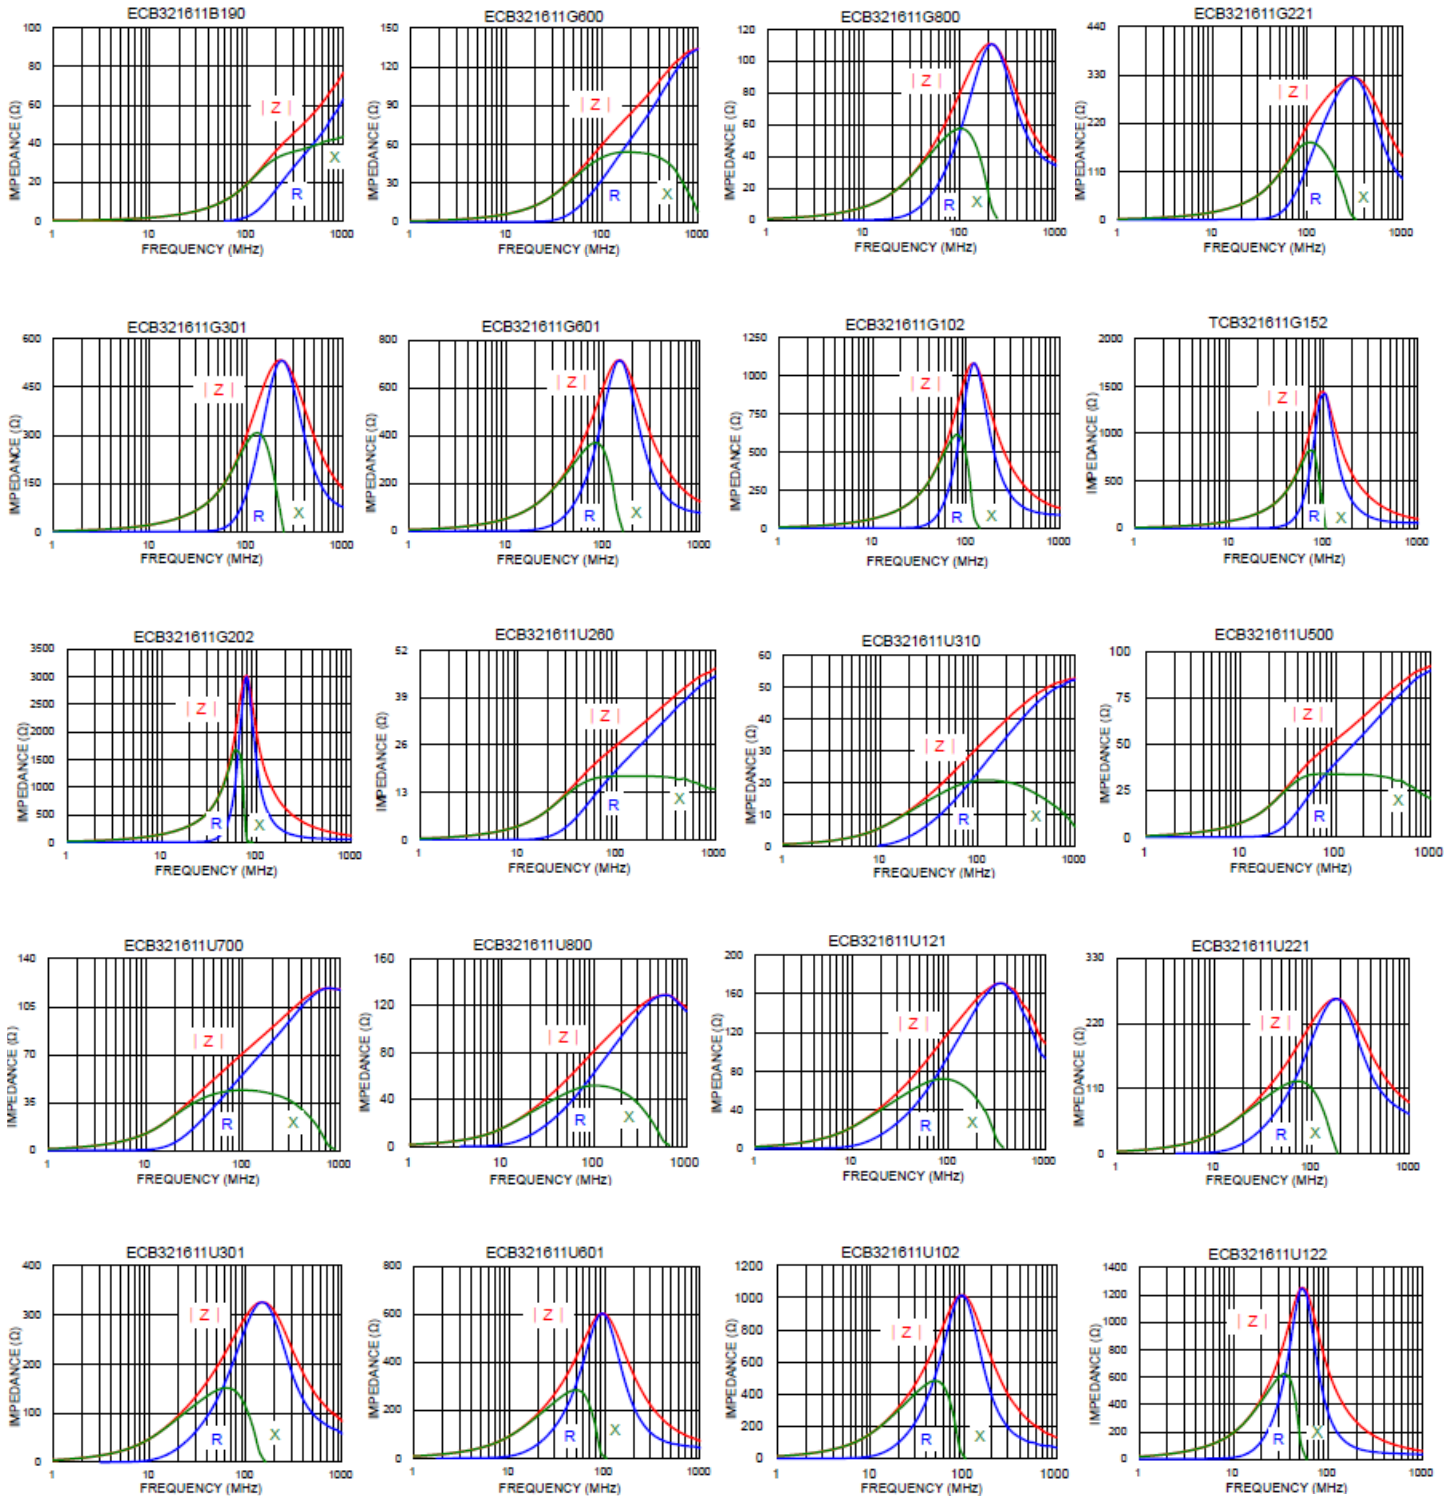 ECB321611B190
IMPEDANCE (Ω)
100
80
60
40
20
0
| Z |
X
R
1 10 100 1000
FREQUENCY (MHz)
ECB321611G600
IMPEDANCE (Ω)
150
120
90
60
30
0
| Z |
R X
1 10 100 1000
FREQUENCY (MHz)
ECB321611G800
IMPEDANCE (Ω)
120
100
80
60
40
20
0
| Z |
R X
1 10 100 1000
FREQUENCY (MHz)
ECB321611G221
IMPEDANCE (Ω)
440
330
220
110
0
| Z |
R X
1 10 100 1000
FREQUENCY (MHz)
ECB321611G301
IMPEDANCE (Ω)
600
450
300
150
0
| Z |
R X
1 10 100 1000
FREQUENCY (MHz)
ECB321611G601
IMPEDANCE (Ω)
800
600
400
200
0
| Z |
R X
1 10 100 1000
FREQUENCY (MHz)
ECB321611G102
IMPEDANCE (Ω)
1250
1000
750
500
250
0
| Z |
R X
1 10 100 1000
FREQUENCY (MHz)
TCB321611G152
IMPEDANCE (Ω)
2000
1500
1000
500
0
| Z |
R X
1 10 100 1000
FREQUENCY (MHz)
ECB321611G202
IMPEDANCE (Ω)
3500
3000
2500
2000
1500
1000
500
0
| Z |
R X
1 10 100 1000
FREQUENCY (MHz)
ECB321611U260
IMPEDANCE (Ω)
52
39
26
13
0
| Z |
R X
1 10 100 1000
FREQUENCY (MHz)
ECB321611U310
IMPEDANCE (Ω)
60
50
40
30
20
10
0
| Z |
R X
1 10 100 1000
FREQUENCY (MHz)
ECB321611U500
IMPEDANCE (Ω)
100
75
50
25
0
| Z |
R X
1 10 100 1000
FREQUENCY (MHz)
ECB321611U700
IMPEDANCE (Ω)
140
105
70
35
0
| Z |
R X
1 10 100 1000
FREQUENCY (MHz)
ECB321611U800
IMPEDANCE (Ω)
160
120
80
40
0
| Z |
R X
1 10 100 1000
FREQUENCY (MHz)
ECB321611U121
IMPEDANCE (Ω)
200
160
120
80
40
0
| Z |
R X
1 10 100 1000
FREQUENCY (MHz)
ECB321611U221
IMPEDANCE (Ω)
330
220
110
0
| Z |
R X
1 10 100 1000
FREQUENCY (MHz)
ECB321611U301
IMPEDANCE (Ω)
400
300
200
100
0
| Z |
R X
1 10 100 1000
FREQUENCY (MHz)
ECB321611U601
IMPEDANCE (Ω)
800
600
400
200
0
| Z |
R X
1 10 100 1000
FREQUENCY (MHz)
ECB321611U102
IMPEDANCE (Ω)
1200
1000
800
600
400
200
0
| Z |
R X
1 10 100 1000
FREQUENCY (MHz)
ECB321611U122
IMPEDANCE (Ω)
1400
1200
1000
800
600
400
200
0
| Z |
R X
1 10 100 1000
FREQUENCY (MHz)